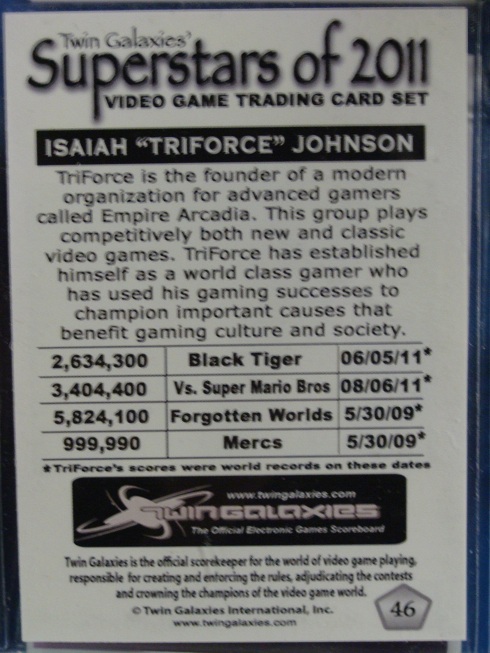 Twin Galaxies'
Superstars of 2011
VIDEO GAME TRADING CARD SET
ISAIAH "TRIFORCE" JOHNSON
TriForce is the founder of a modern
organization for advanced gamers
called Empire Arcadia. This group plays
competitively both new and classic
video games. TriForce has established
himself as a world class gamer who
has used his gaming successes to
champion important causes that
benefit gaming culture and society.
2,634,300 Black Tiger 06/05/11*
3,404,400 Vs. Super Mario Bros 08/06/11*
5,824,100 Forgotten Worlds 5/30/09*
999,990 Mercs 5/30/09*
*TriForce's scores were world records on these dates
www.twingalaxies.com
TWIN GALAXIES
The Official Electronic Games Scoreboard
Twin Galaxies is the official scorekeeper for the world of video game playing,
responsible for creating and enforcing the rules, adjudicating the contests
and crowning the champions of the video game world.
©Twin Galaxies International, Inc.
www.twingalaxies.com
46